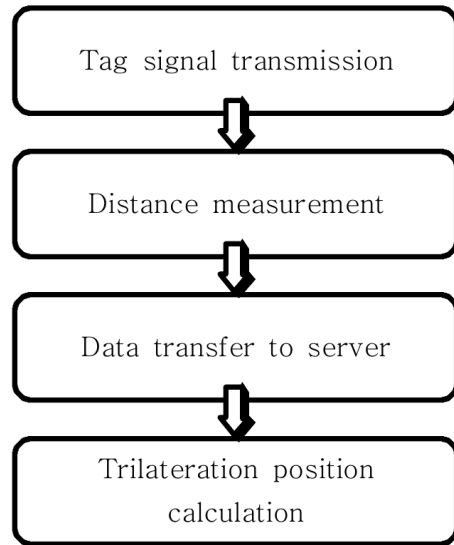 Tag signal transmission
Distance measurement
Data transfer to server
Trilateration position
calculation